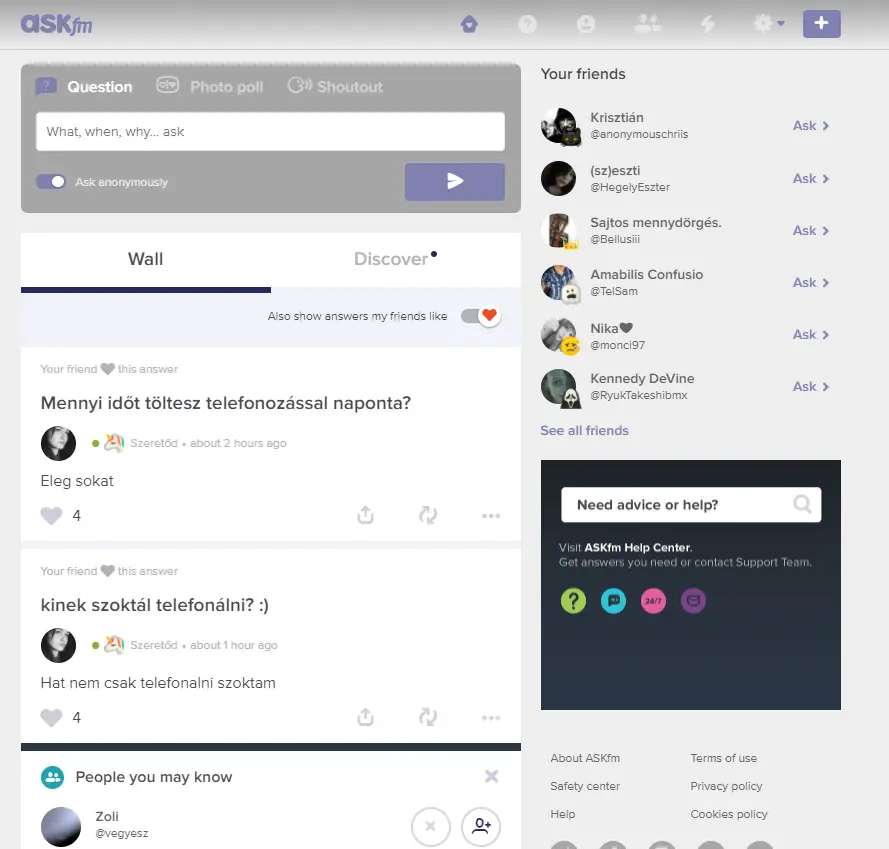 ASKfm
Question
Photo poll
Shoutout
What, when, why... ask
Ask anonymously
Wall
Discover
Also show answers my friends like
Your friend ❤ this answer
Mennyi időt töltesz telefonozással naponta?
Szeretőd • about 2 hours ago
Eleg sokat
4
Your friend ❤ this answer
kinek szoktál telefonálni? :)
Szeretőd • about 1 hour ago
Hat nem csak telefonalni szoktam
4
People you may know
Zoli
@vegyesz
Your friends
Krisztián
@anonymouschriis
Ask
(sz)eszti
@HegelyEszter
Ask
Sajtos mennydörgés.
@Bellusiii
Ask
Amabilis Confusio
@TelSam
Ask
Nika🖤
@monci97
Ask
Kennedy DeVine
@RyukTakeshibmx
Ask
See all friends
Need advice or help?
Visit ASKfm Help Center.
Get answers you need or contact Support Team.
24/7
About ASKfm
Terms of use
Safety center
Privacy policy
Help
Cookies policy